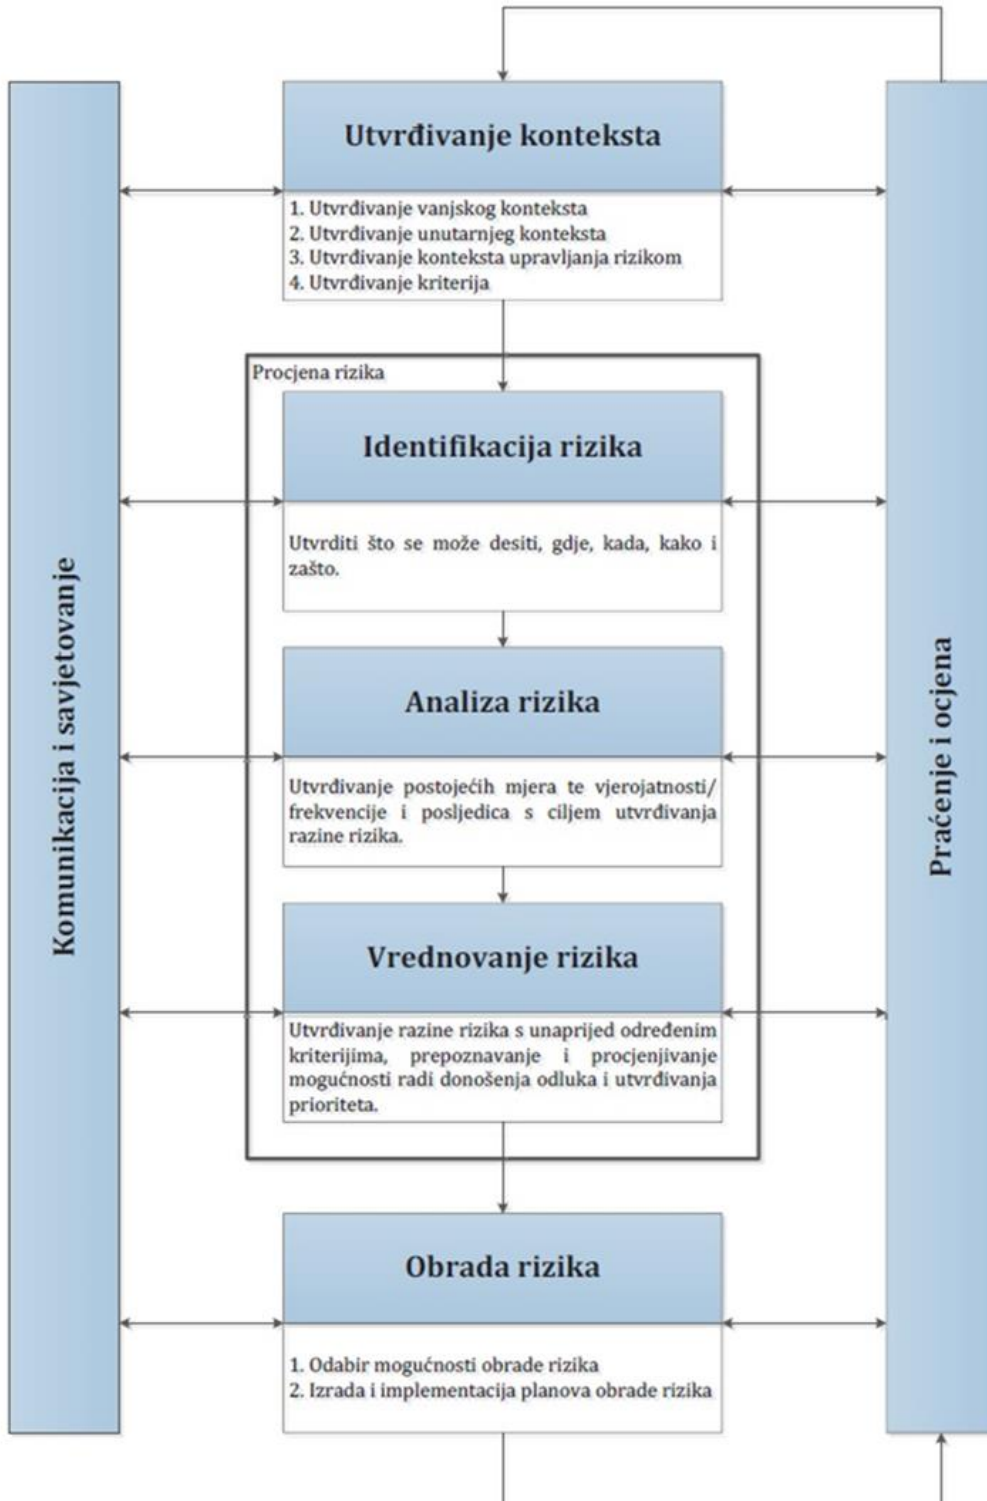 Utvrđivanje konteksta
1. Utvrđivanje vanjskog konteksta
2. Utvrđivanje unutarnjeg konteksta
3. Utvrđivanje konteksta upravljanja rizikom
4. Utvrđivanje kriterija
Procjena rizika
Identifikacija rizika
Utvrditi što se može desiti, gdje, kada, kako i
zašto.
Analiza rizika
Utvrđivanje postojećih mjera te vjerojatnosti/
frekvencije i posljedica s ciljem utvrđivanja
razine rizika.
Vrednovanje rizika
Utvrđivanje razine rizika s unaprijed određenim
kriterijima, prepoznavanje i procjenjivanje
mogućnosti radi donošenja odluka i utvrđivanja
prioriteta.
Obrada rizika
1. Odabir mogućnosti obrade rizika
2. Izrada i implementacija planova obrade rizika
Komunikacija i savjetovanje
Praćenje i ocjena